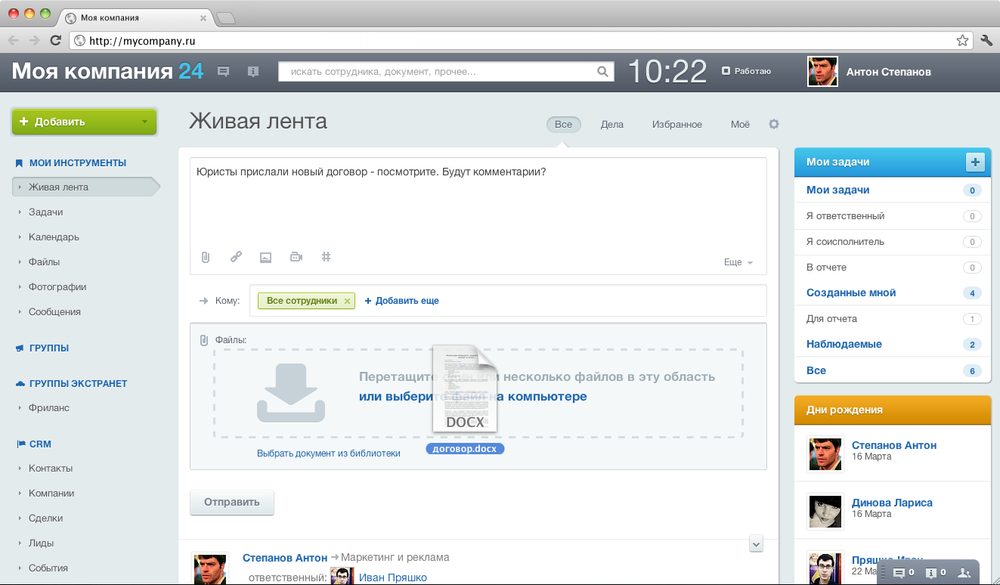 Моя компания
http://mycompany.ru
Моя компания 24
искать сотрудника, документ, прочее...
10:22
Работаю
Антон Степанов
Добавить
МОИ ИНСТРУМЕНТЫ
Живая лента
Задачи
Календарь
Файлы
Фотографии
Сообщения
ГРУППЫ
ГРУППЫ ЭКСТРАНЕТ
Фриланс
CRM
Контакты
Компании
Сделки
Лиды
События
Живая лента
Все
Дела
Избранное
Моё
Юристы прислали новый договор - посмотрите. Будут комментарии?
Еще
Кому:
Все сотрудники
Добавить еще
Файлы:
Перетащите один или несколько файлов в эту область
или выберите файл на компьютере
DOCX
договор.docx
Выбрать документ из библиотеки
Отправить
Степанов Антон Маркетинг и реклама
ответственный: Иван Пряшко
Мои задачи
Мои задачи 0
Я ответственный 0
Я соисполнитель 0
В отчете 0
Созданные мной 4
Для отчета 1
Наблюдаемые 2
Все 6
Дни рождения
Степанов Антон
16 Марта
Динова Лариса
16 Марта
Пряшко Иван
22 Ма
0
0